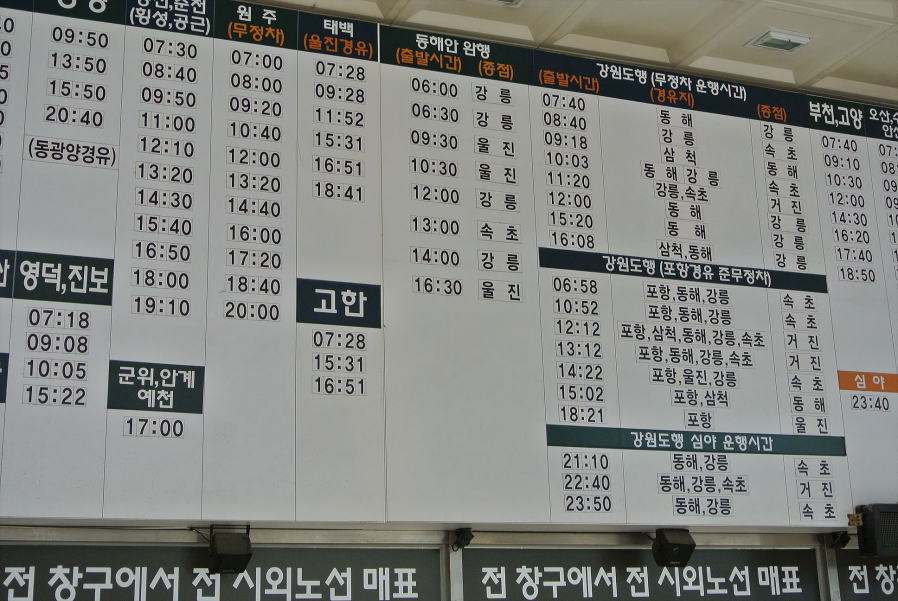 09:50
13:50
15:50
20:40
(동광양경유)
영덕,진보
07:18
09:08
10:05
15:22
(횡성,공근)
07:30
08:40
09:50
11:00
12:10
13:20
14:30
15:40
16:50
18:00
19:10
군위,안계
예천
17:00
원 주
(무정차)
07:00
08:00
09:20
10:40
12:00
13:20
14:40
16:00
17:20
18:40
20:00
태백
(울진경유)
07:28
09:28
11:52
15:31
16:51
18:41
고한
07:28
15:31
16:51
동해안 완행
(출발시간) (종점)
06:00 강 릉
06:30 강 릉
09:30 울 진
10:30 울 진
12:00 강 릉
13:00 속 초
14:00 강 릉
16:30 울 진
강원도행 (무정차 운행시간)
(출발시간) (경유지) (종점)
07:40 동 해 강 릉
08:40 강 릉 속 초
09:18 삼 척 동 해
10:03 동 해 강 릉 속 초
11:20 강릉,속초 거 진
12:00 동 해 강 릉
15:20 동 해 강 릉
16:08 삼척,동해 강 릉
강원도행 (포항경유 준무정차)
06:58 포항,동해,강릉 속 초
10:52 포항,동해,강릉 속 초
12:12 포항,삼척,동해,강릉,속초 거 진
13:12 포항,동해,강릉,속초 거 진
14:22 포항,울진,강릉 속 초
15:02 포항,삼척 동 해
18:21 포항 울 진
강원도행 심야 운행시간
21:10 동해,강릉 속 초
22:40 동해,강릉,속초 거 진
23:50 동해,강릉 속 초
부천,고양
07:40
09:10
10:30
12:00
14:30
16:20
17:40
18:50
심 야
23:40
전 창구에서 전 시외노선 매표
전 창구에서 전 시외노선 매표
전 창